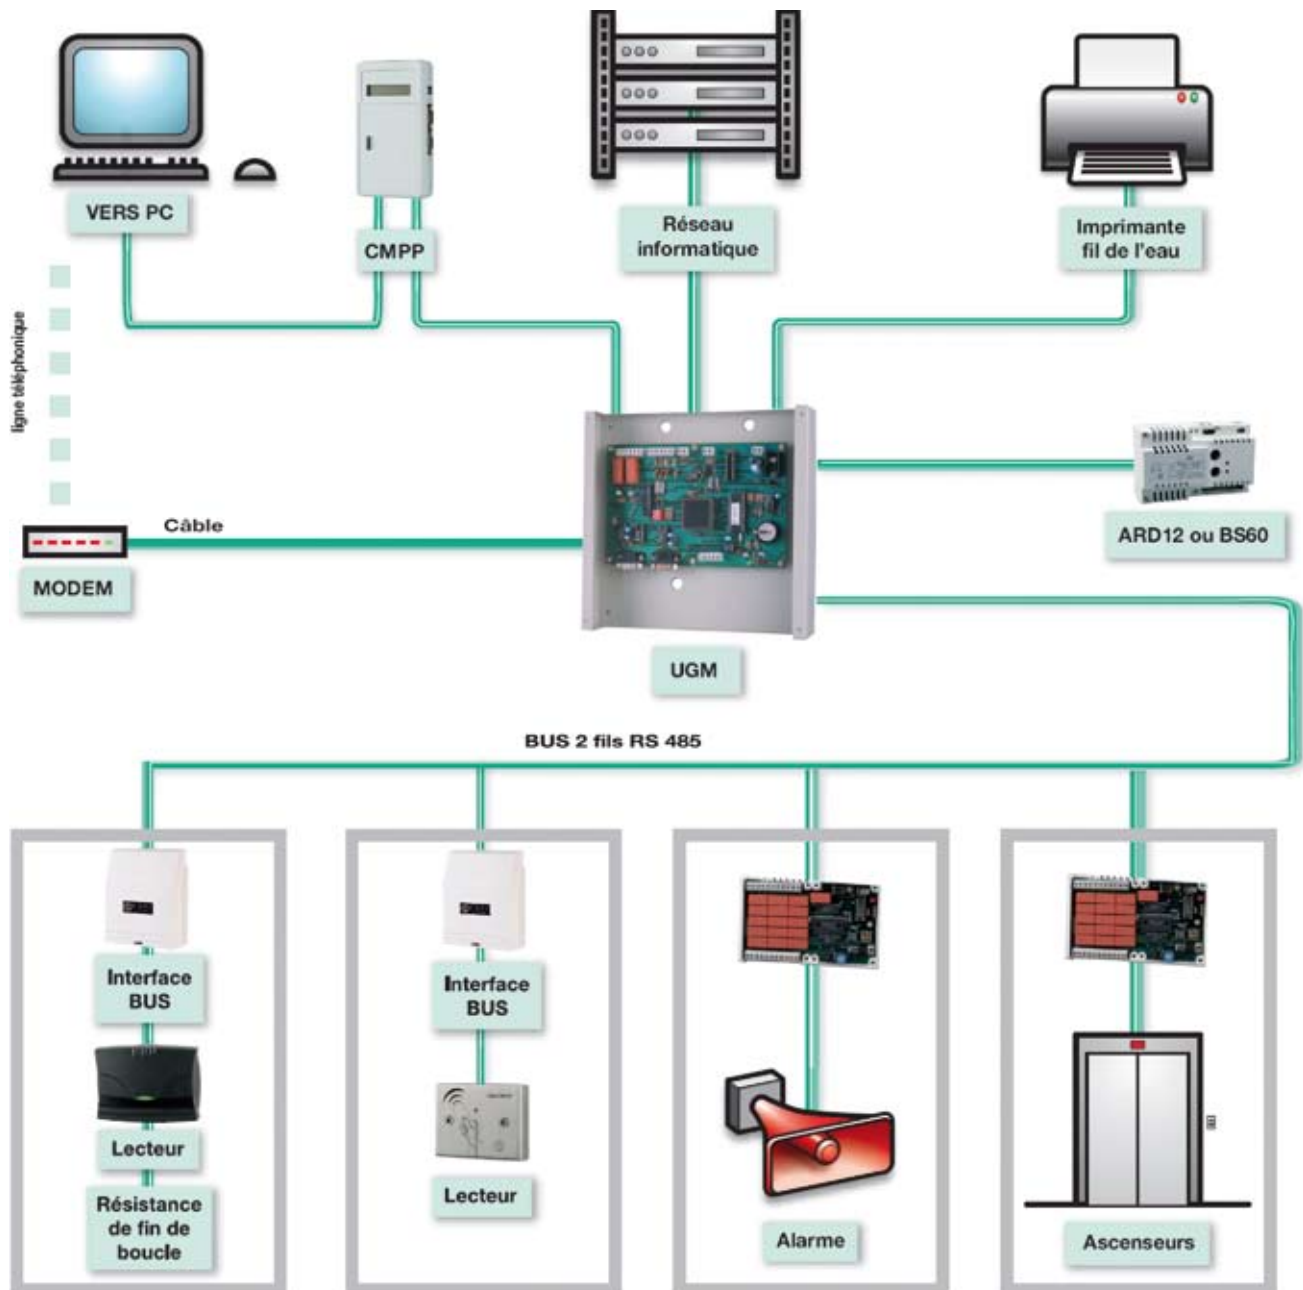 VERS PC
CMPP
Réseau
informatique
Imprimante
fil de l'eau
ligne téléphonique
Câble
MODEM
ARD12 ou BS60
UGM
BUS 2 fils RS 485
Interface
BUS
Lecteur
Résistance
de fin de
boucle
Interface
BUS
Lecteur
Alarme
Ascenseurs